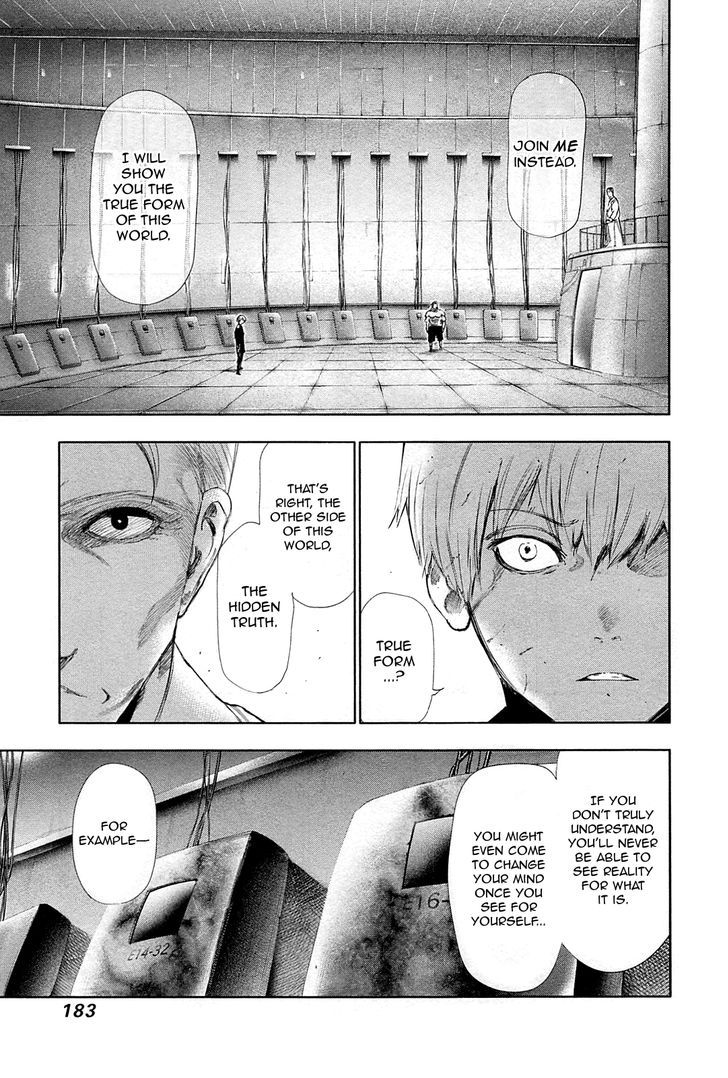 JOIN ME
INSTEAD.
I WILL
SHOW
YOU THE
TRUE FORM
OF THIS
WORLD.
TRUE
FORM
...?
THAT'S
RIGHT, THE
OTHER SIDE
OF THIS
WORLD,
THE
HIDDEN
TRUTH.
IF YOU
DON'T TRULY
UNDERSTAND,
YOU'LL NEVER
BE ABLE TO
SEE REALITY
FOR WHAT
IT IS.
YOU MIGHT
EVEN COME
TO CHANGE
YOUR MIND
ONCE YOU
SEE FOR
YOURSELF...
FOR
EXAMPLE—
E16-
E14-32
183